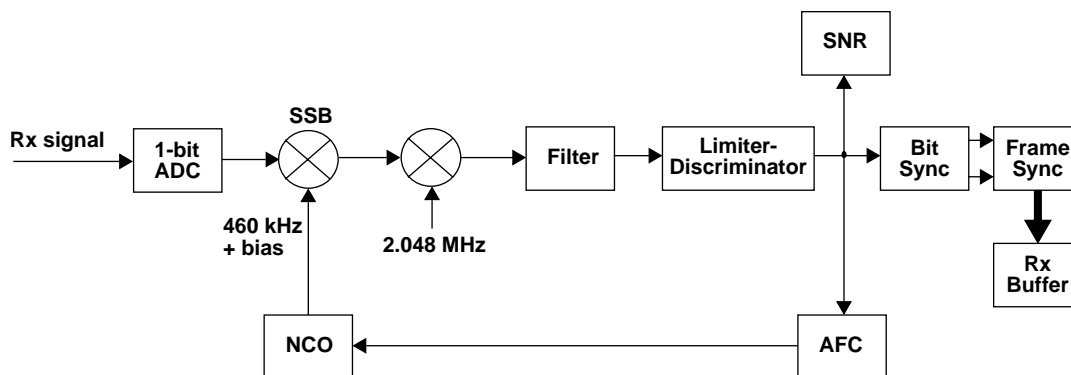 SNR
SSB
Rx signal
1-bit
ADC
Filter
Limiter-
Discriminator
Bit
Sync
Frame
Sync
460 kHz
+ bias
2.048 MHz
Rx
Buffer
NCO
AFC